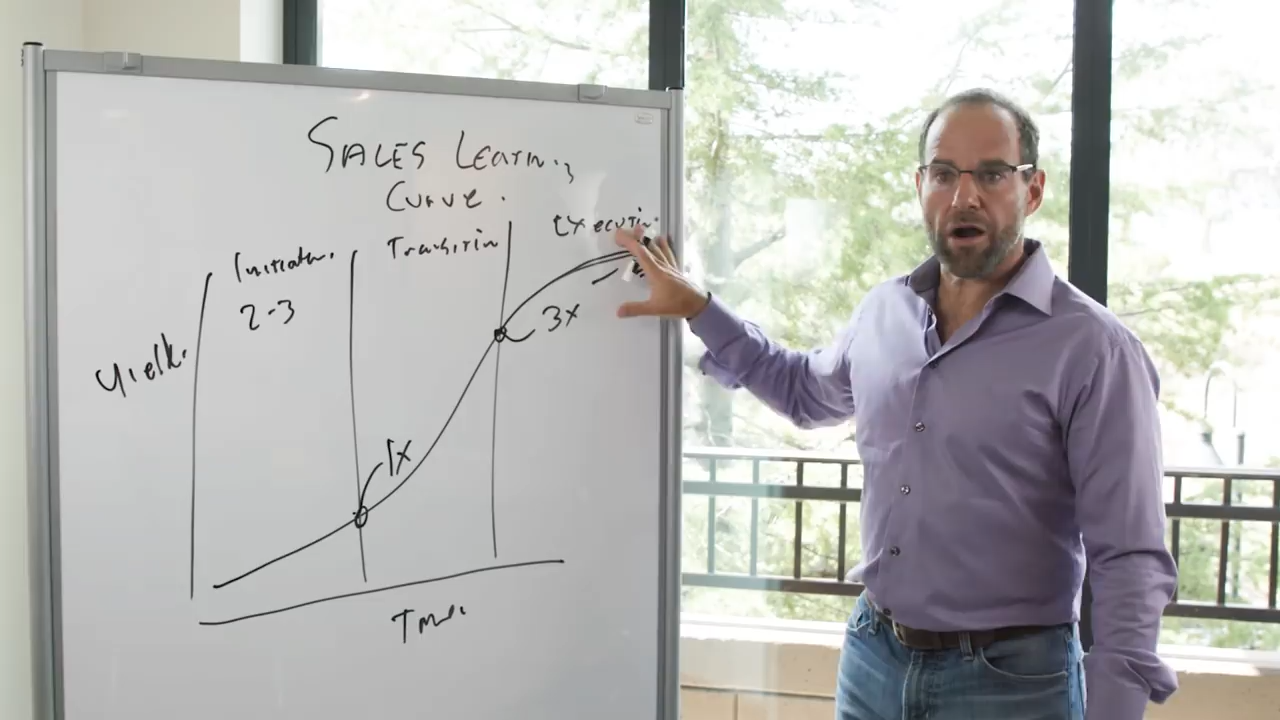 SALES Learning
Curve.
Initiation.
Transition
Execution
2-3
Yield.
3x
1x
Time